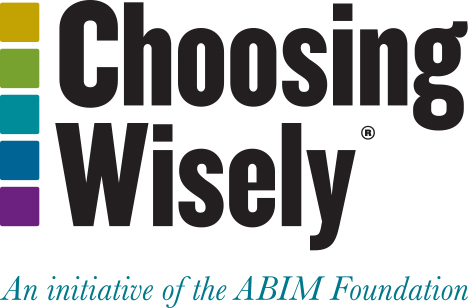 Choosing
Wisely®
An initiative of the ABIM Foundation